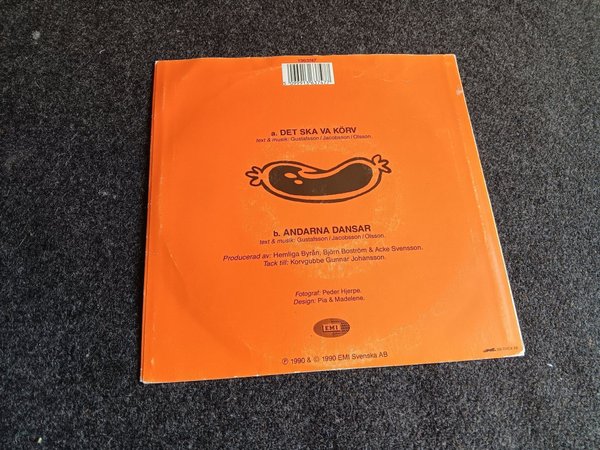 1363747
a. DET SKA VA KÖRV
text & musik: Gustafsson/Jacobsson/Olsson.
b. ANDARNA DANSAR
text & musik: Gustafsson/Jacobsson/Olsson.
Producerad av: Hemliga Byrån, Björn Boström & Acke Svensson.
Tack till: Korvgubbe Gunnar Johansson.
Fotograf: Peder Hjerpe.
Design: Pia & Madelene.
EMI
℗ 1990 & © 1990 EMI Svenska AB